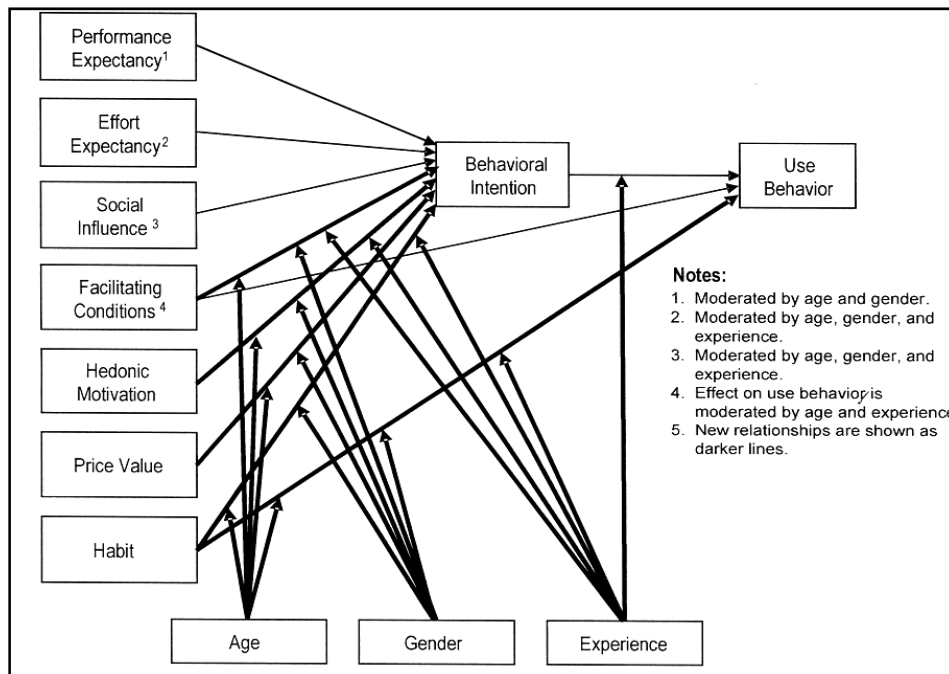 Performance
Expectancy1
Effort
Expectancy2
Social
Influence 3
Facilitating
Conditions 4
Hedonic
Motivation
Price Value
Habit
Behavioral
Intention
Use
Behavior
Notes:
1. Moderated by age and gender.
2. Moderated by age, gender, and
experience.
3. Moderated by age, gender, and
experience.
4. Effect on use behavior is
moderated by age and experience
5. New relationships are shown as
darker lines.
Age
Gender
Experience